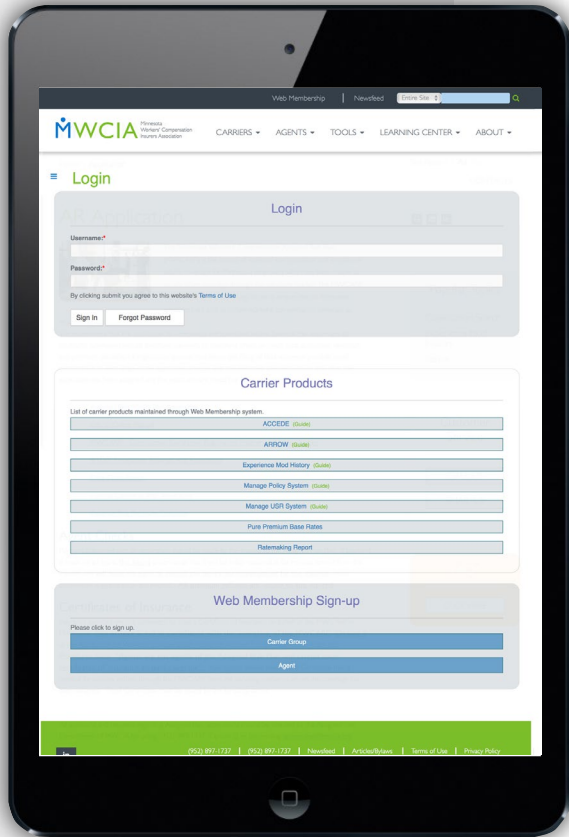 Web Membership | Newsfeed Entire Site
MWCIA Minnesota Workers' Compensation Insurers Association
CARRIERS AGENTS TOOLS LEARNING CENTER ABOUT
Login
Login
Username:*
Password:*
By clicking submit you agree to this website's Terms of Use
Sign In Forgot Password
Carrier Products
List of carrier products maintained through Web Membership system.
ACCEDE (Guide)
ARROW (Guide)
Experience Mod History (Guide)
Manage Policy System (Guide)
Manage USR System (Guide)
Pure Premium Base Rates
Ratemaking Report
Web Membership Sign-up
Please click to sign up.
Carrier Group
Agent
(952) 897-1737 | (952) 897-1737 | Newsfeed | Articles/Bylaws | Terms of Use | Privacy Policy